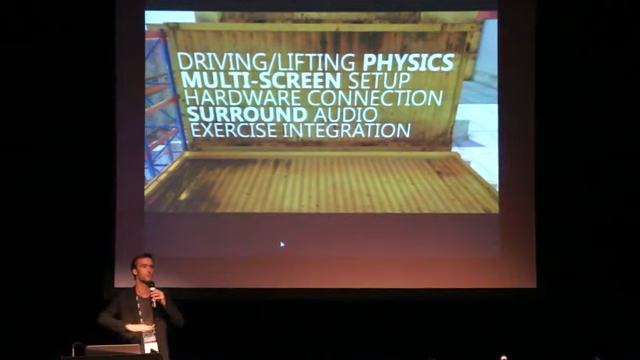 DRIVING/LIFTING PHYSICS
MULTI-SCREEN SETUP
HARDWARE CONNECTION
SURROUND AUDIO
EXERCISE INTEGRATION